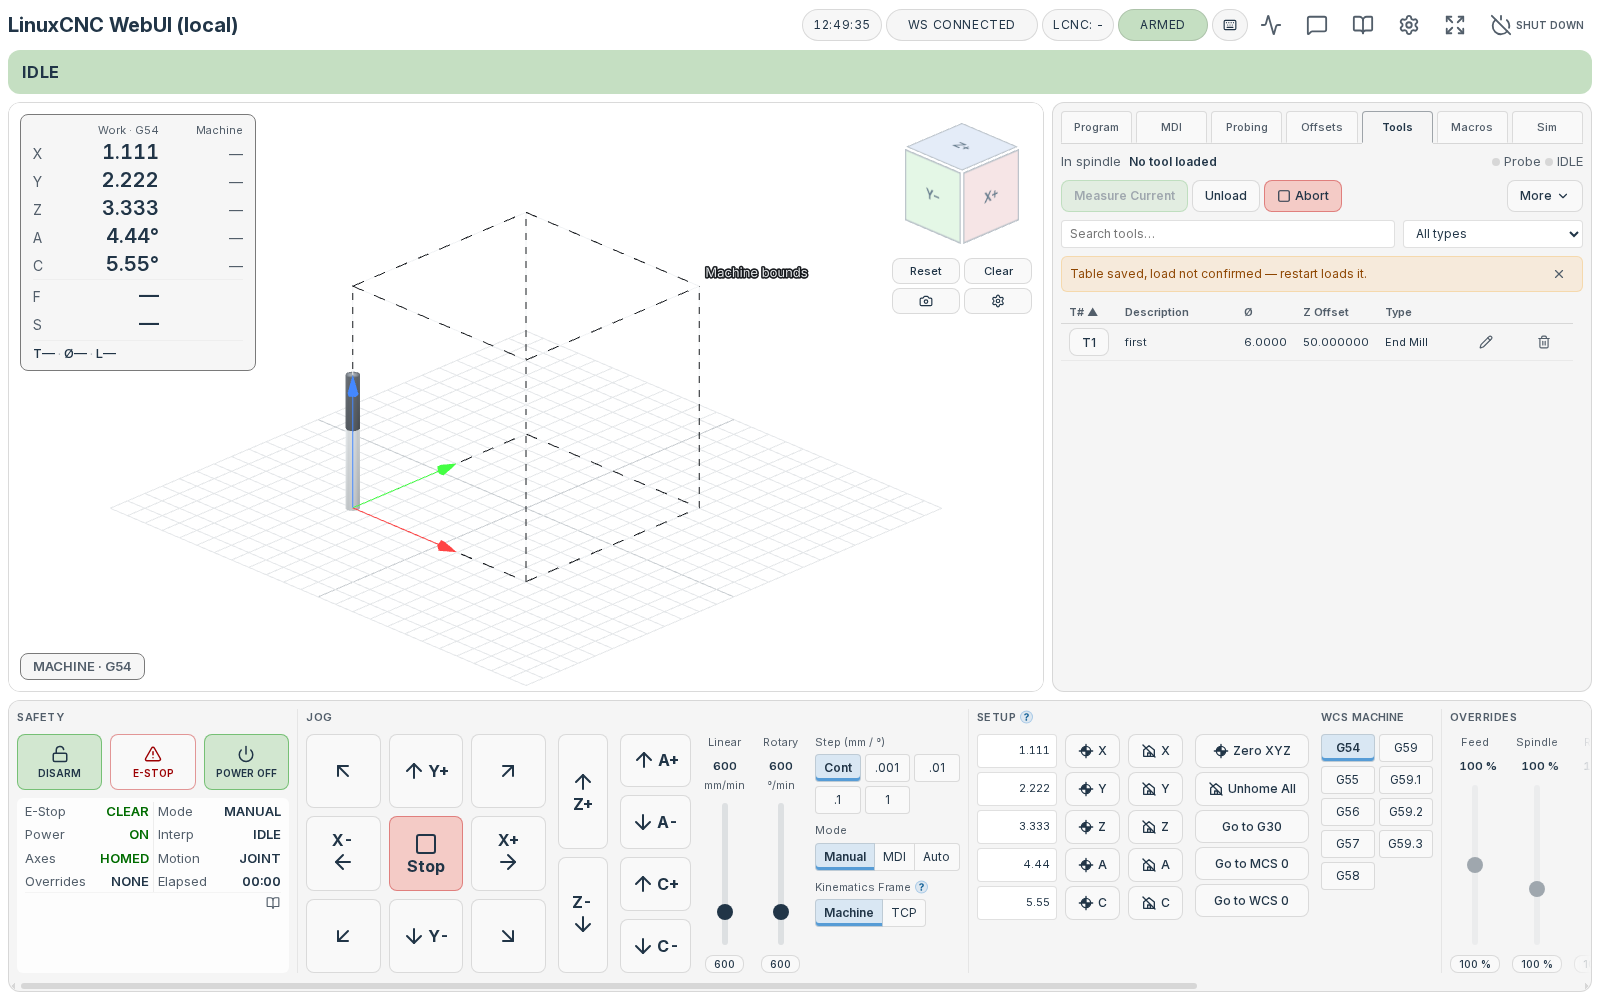 LinuxCNC WebUI (local)
12:49:35
WS CONNECTED
LCNC: -
ARMED
SHUT DOWN
IDLE
Work · G54 Machine
X 1.111 —
Y 2.222 —
Z 3.333 —
A 4.44° —
C 5.55° —
F —
S —
T— · Ø— · L—
Machine bounds
Z+
Y-
X+
Reset
Clear
MACHINE · G54
Program
MDI
Probing
Offsets
Tools
Macros
Sim
In spindle No tool loaded
Probe IDLE
Measure Current
Unload
Abort
More
Search tools…
All types
Table saved, load not confirmed — restart loads it.
T# ▲ Description Ø Z Offset Type
T1 first 6.0000 50.000000 End Mill
SAFETY
DISARM
E-STOP
POWER OFF
E-Stop CLEAR Mode MANUAL
Power ON Interp IDLE
Axes HOMED Motion JOINT
Overrides NONE Elapsed 00:00
JOG
Y+
X-
Stop
X+
Y-
Z+
Z-
A+
A-
C+
C-
Linear
600
mm/min
600
Rotary
600
°/min
600
Step (mm / °)
Cont .001 .01
.1 1
Mode
Manual MDI Auto
Kinematics Frame ?
Machine TCP
SETUP ?
1.111 X X
2.222 Y Y
3.333 Z Z
4.44 A A
5.55 C C
Zero XYZ
Unhome All
Go to G30
Go to MCS 0
Go to WCS 0
WCS MACHINE
G54 G59
G55 G59.1
G56 G59.2
G57 G59.3
G58
OVERRIDES
Feed
100 %
100 %
Spindle
100 %
100 %